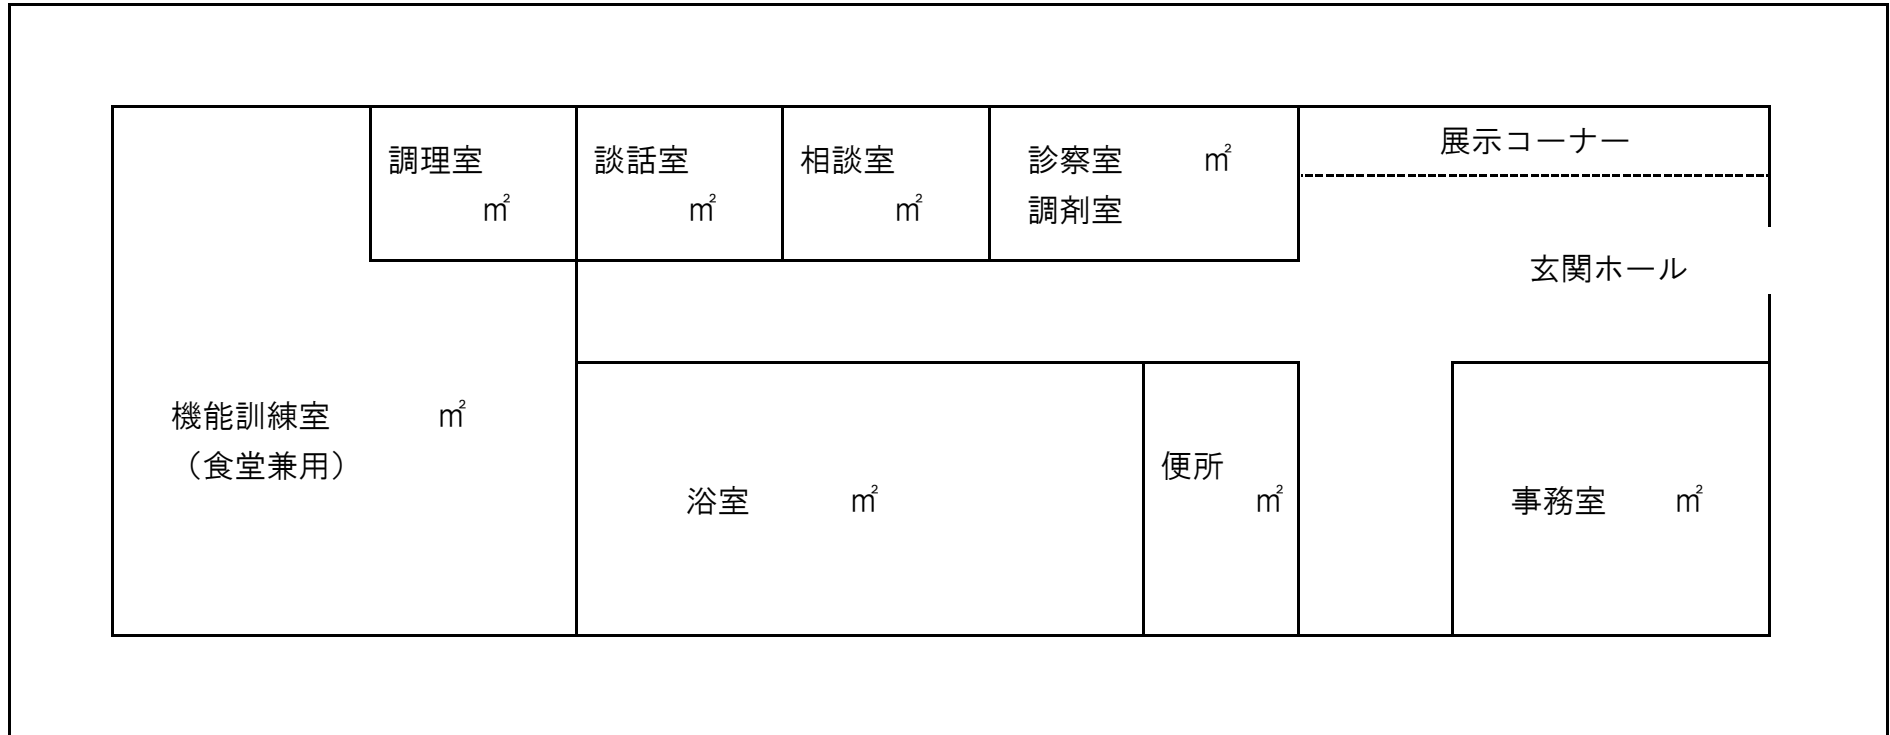 調理室
㎡
談話室
㎡
相談室
㎡
診察室 ㎡
調剤室
展示コーナー
玄関ホール
機能訓練室 ㎡
（食堂兼用）
浴室 ㎡
便所
㎡
事務室 ㎡